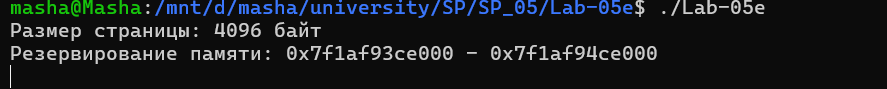 masha@Masha:/mnt/d/masha/university/SP/SP_05/Lab-05e$ ./Lab-05e
Размер страницы: 4096 байт
Резервирование памяти: 0x7f1af93ce000 - 0x7f1af94ce000